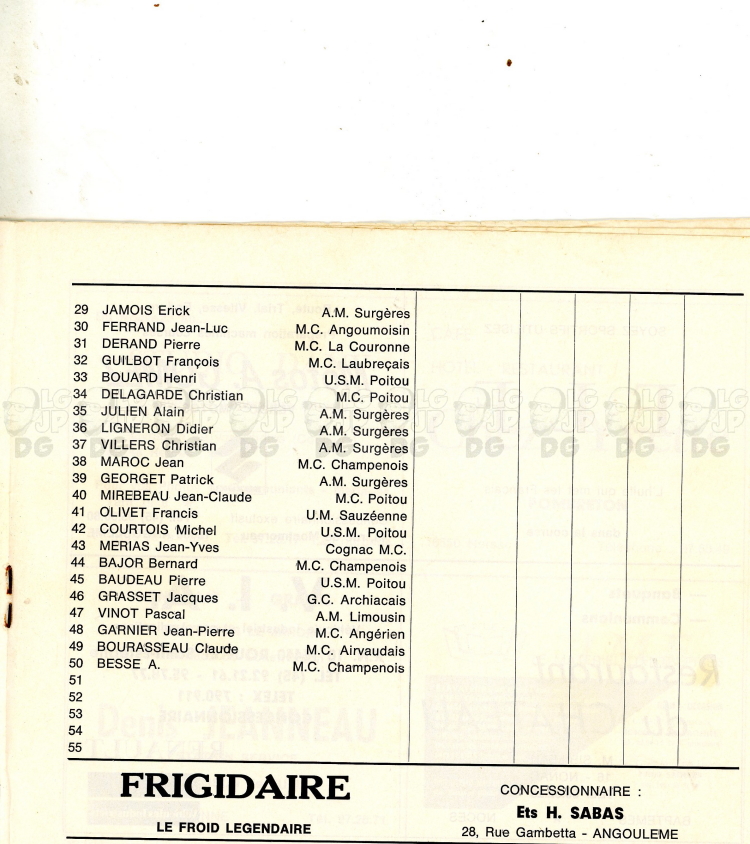 29 JAMOIS Erick A.M. Surgères
30 FERRAND Jean-Luc M.C. Angoumoisin
31 DERAND Pierre M.C. La Couronne
32 GUILBOT François M.C. Laubreçais
33 BOUARD Henri U.S.M. Poitou
34 DELAGARDE Christian M.C. Poitou
35 JULIEN Alain A.M. Surgères
36 LIGNERON Didier A.M. Surgères
37 VILLERS Christian A.M. Surgères
38 MAROC Jean M.C. Champenois
39 GEORGET Patrick A.M. Surgères
40 MIREBEAU Jean-Claude M.C. Poitou
41 OLIVET Francis U.M. Sauzéenne
42 COURTOIS Michel U.S.M. Poitou
43 MERIAS Jean-Yves Cognac M.C.
44 BAJOR Bernard M.C. Champenois
45 BAUDEAU Pierre U.S.M. Poitou
46 GRASSET Jacques G.C. Archiacais
47 VINOT Pascal A.M. Limousin
48 GARNIER Jean-Pierre M.C. Angérien
49 BOURASSEAU Claude M.C. Airvaudais
50 BESSE A. M.C. Champenois
51
52
53
54
55
FRIGIDAIRE
LE FROID LEGENDAIRE
CONCESSIONNAIRE :
Ets H. SABAS
28, Rue Gambetta - ANGOULEME